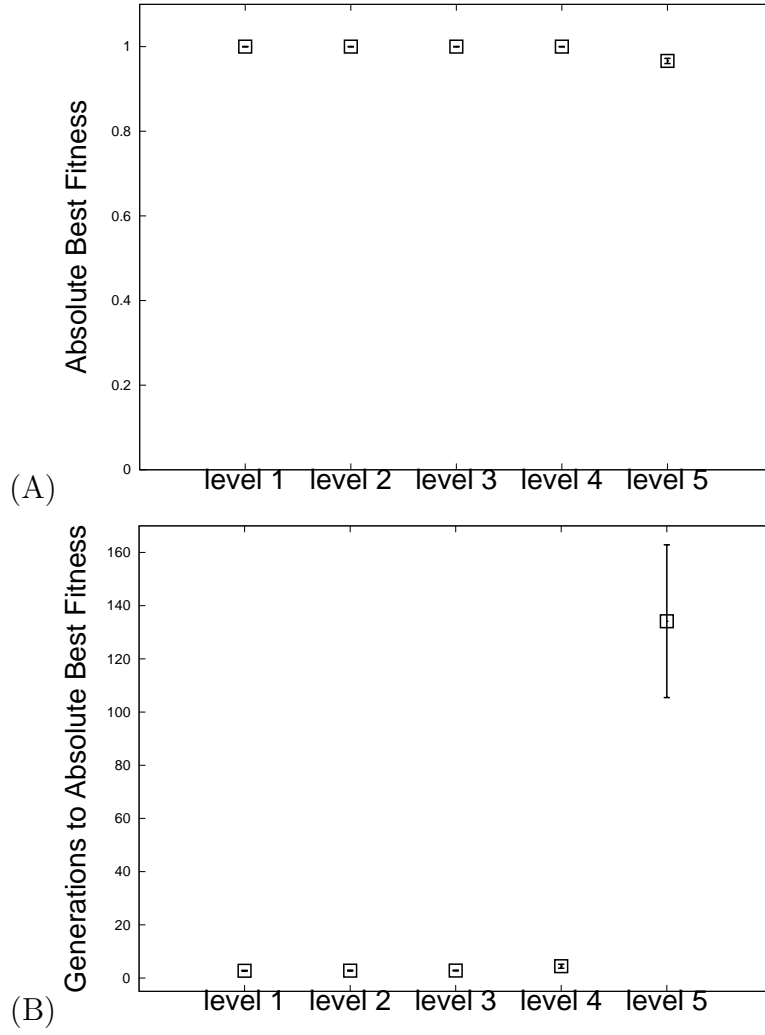 Absolute Best Fitness
1
0.8
0.6
0.4
0.2
0
level 1 level 2 level 3 level 4 level 5
(A)
Generations to Absolute Best Fitness
160
140
120
100
80
60
40
20
0
level 1 level 2 level 3 level 4 level 5
(B)